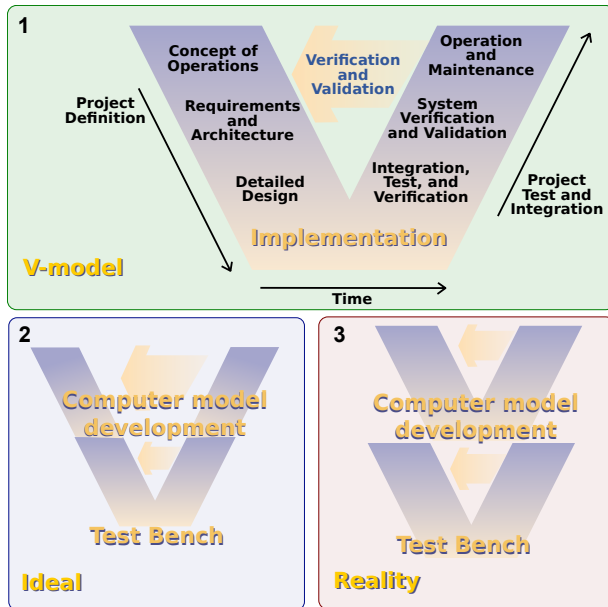 1
Concept of
Operations
Verification
and
Validation
Operation
and
Maintenance
Project
Definition
Requirements
and
Architecture
System
Verification
and Validation
Detailed
Design
Integration,
Test, and
Verification
Project
Test and
Integration
Implementation
V-model
Time
2
Computer model
development
Test Bench
Ideal
3
Computer model
development
Test Bench
Reality